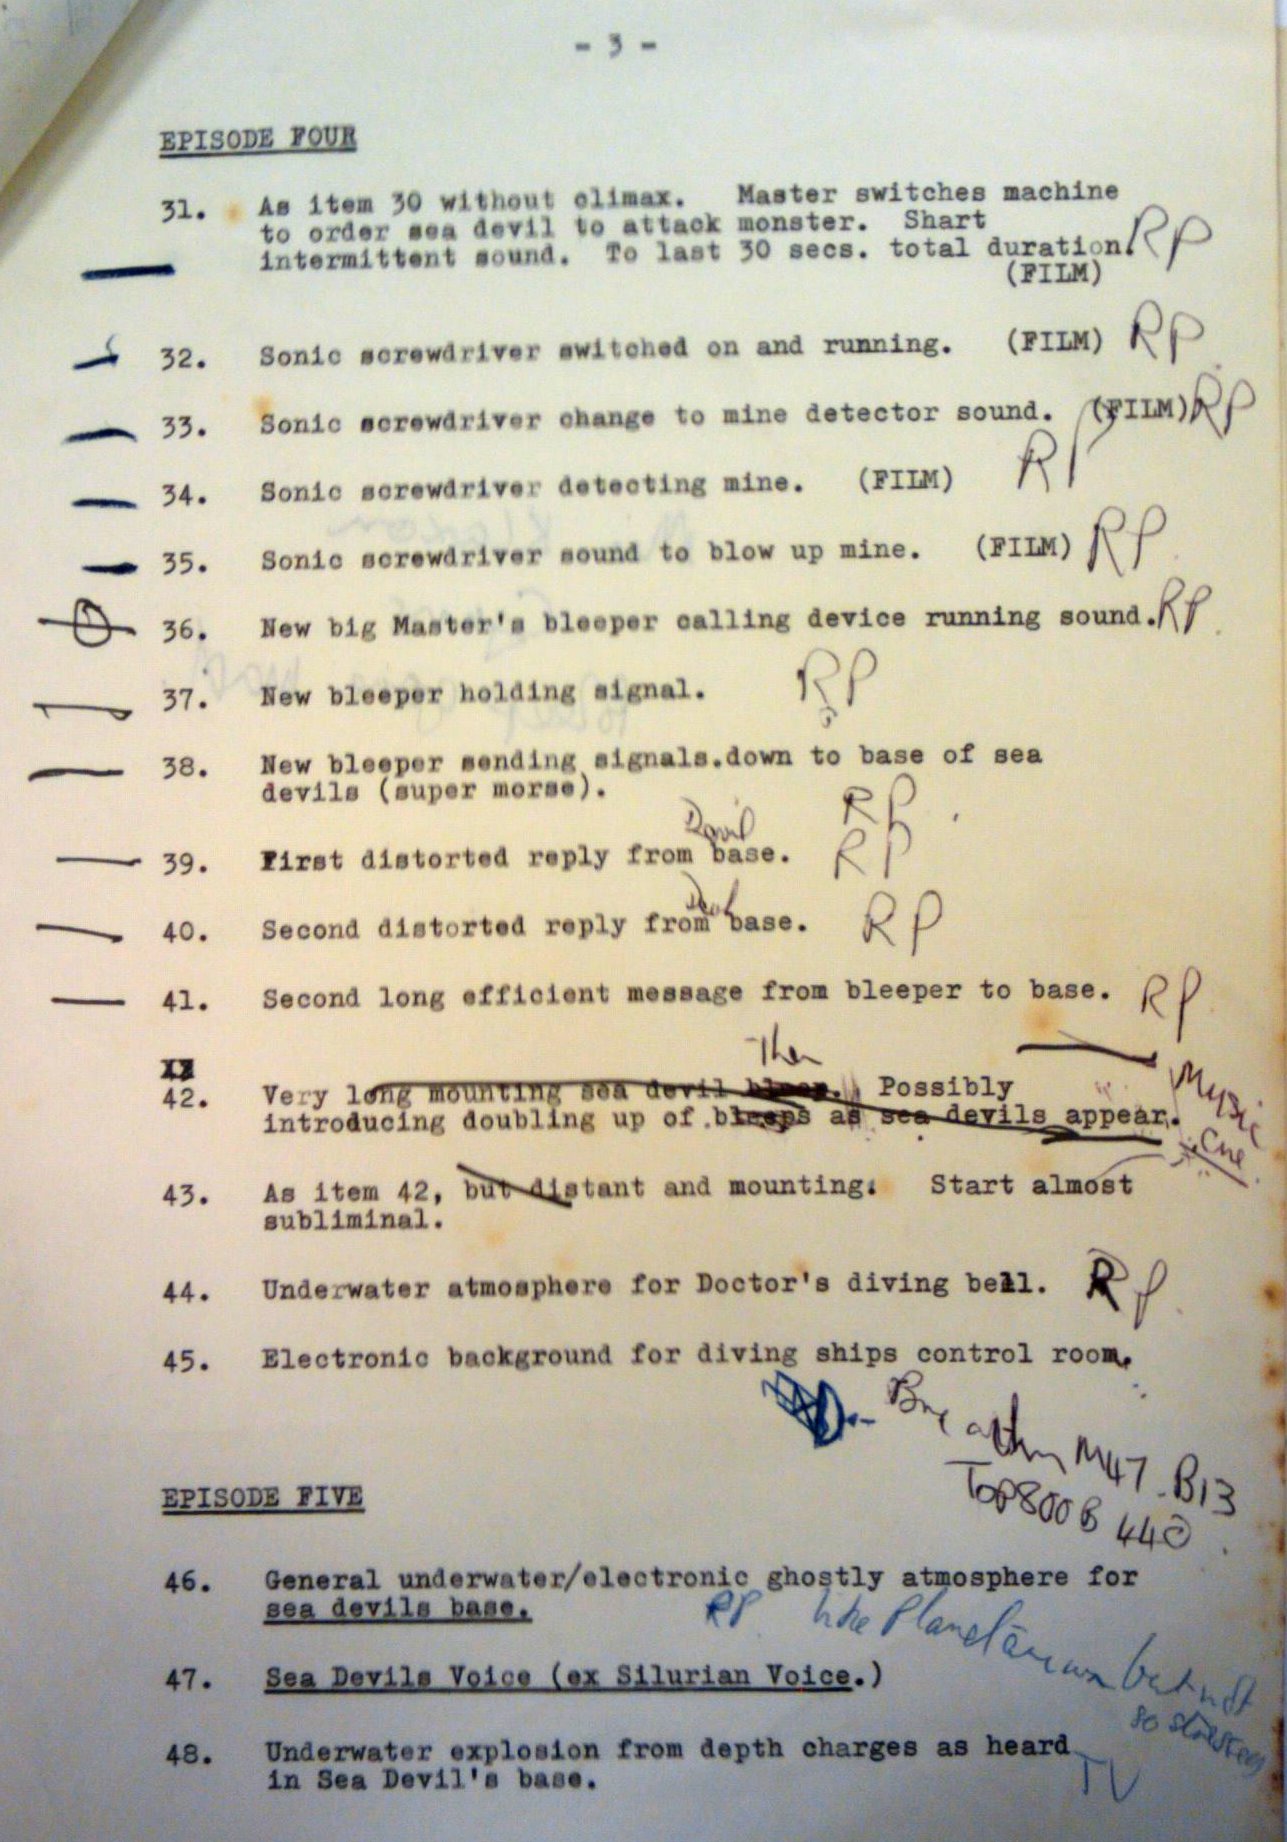 - 3 -
EPISODE FOUR
31. As item 30 without climax. Master switches machine
to order sea devil to attack monster. Shart
intermittent sound. To last 30 secs. total duration. RP
(FILM)
32. Sonic screwdriver switched on and running. (FILM) RP
33. Sonic screwdriver change to mine detector sound. (FILM) RP
34. Sonic screwdriver detecting mine. (FILM) RP
35. Sonic screwdriver sound to blow up mine. (FILM) RP
36. New big Master's bleeper calling device running sound. RP
37. New bleeper holding signal. RP
38. New bleeper sending signals.down to base of sea
devils (super morse). RP
Devil
39. First distorted reply from base. RP
40. Second distorted reply from base. RP
41. Second long efficient message from bleeper to base. RP
Then
42. Very long mounting sea devil bleep. Possibly
introducing doubling up of bleeps as sea devils appear.
Music
Cue
43. As item 42, but distant and mounting. Start almost
subliminal.
44. Underwater atmosphere for Doctor's diving bell. RP
45. Electronic background for diving ships control room.
M47 - B13
Top 800 B 440
EPISODE FIVE
46. General underwater/electronic ghostly atmosphere for
sea devils base.
RP like Planetarium but not
so
47. Sea Devils Voice (ex Silurian Voice.)
48. Underwater explosion from depth charges as heard
in Sea Devil's base.
TV